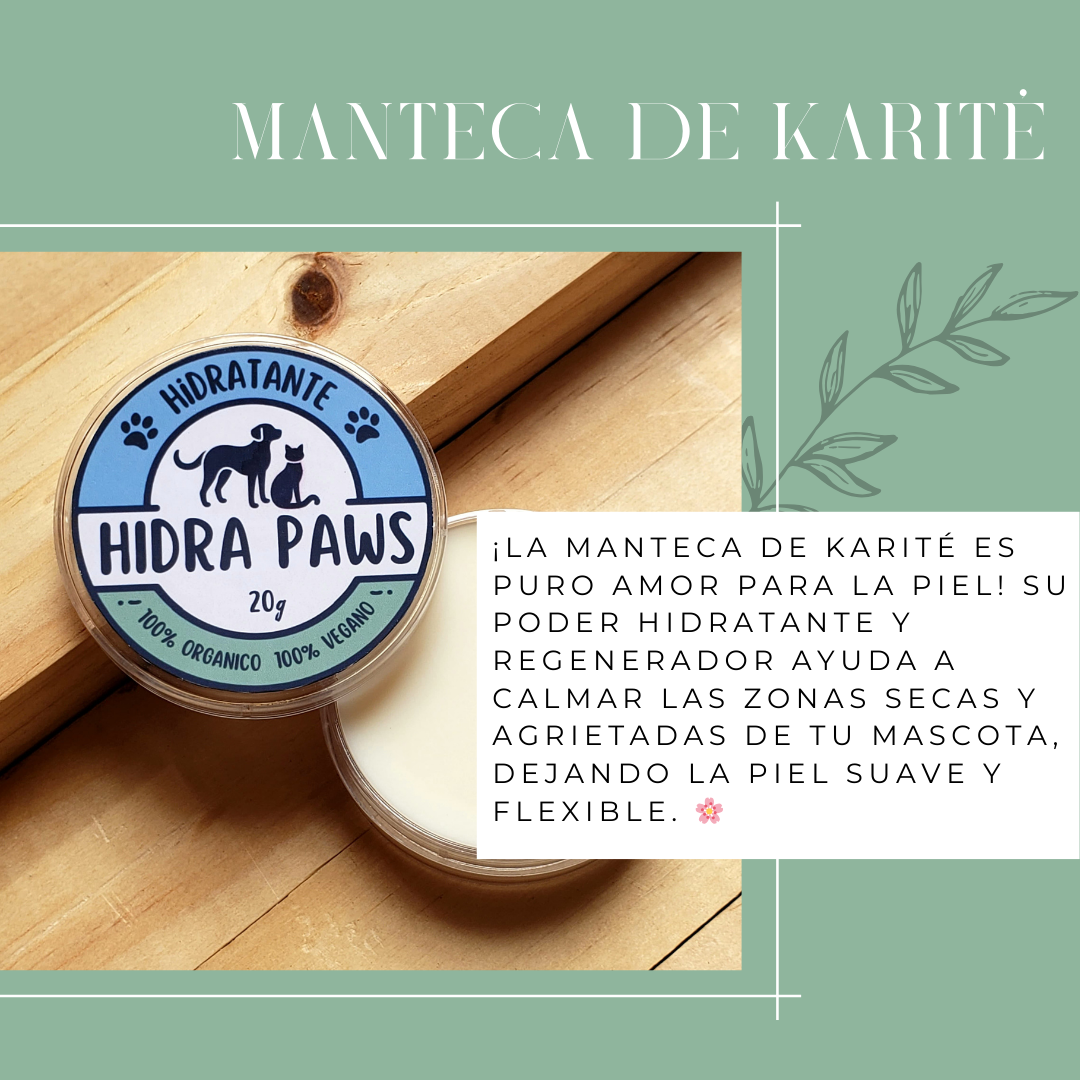 MANTECA DE KARITĖ
HiDRATANTE
HIDRA PAWS
20g
100% ORGANICO 100% VEGANO
¡LA MANTECA DE KARITÉ ES
PURO AMOR PARA LA PIEL! SU
PODER HIDRATANTE Y
REGENERADOR AYUDA A
CALMAR LAS ZONAS SECAS Y
AGRIETADAS DE TU MASCOTA,
DEJANDO LA PIEL SUAVE Y
FLEXIBLE. 🌸